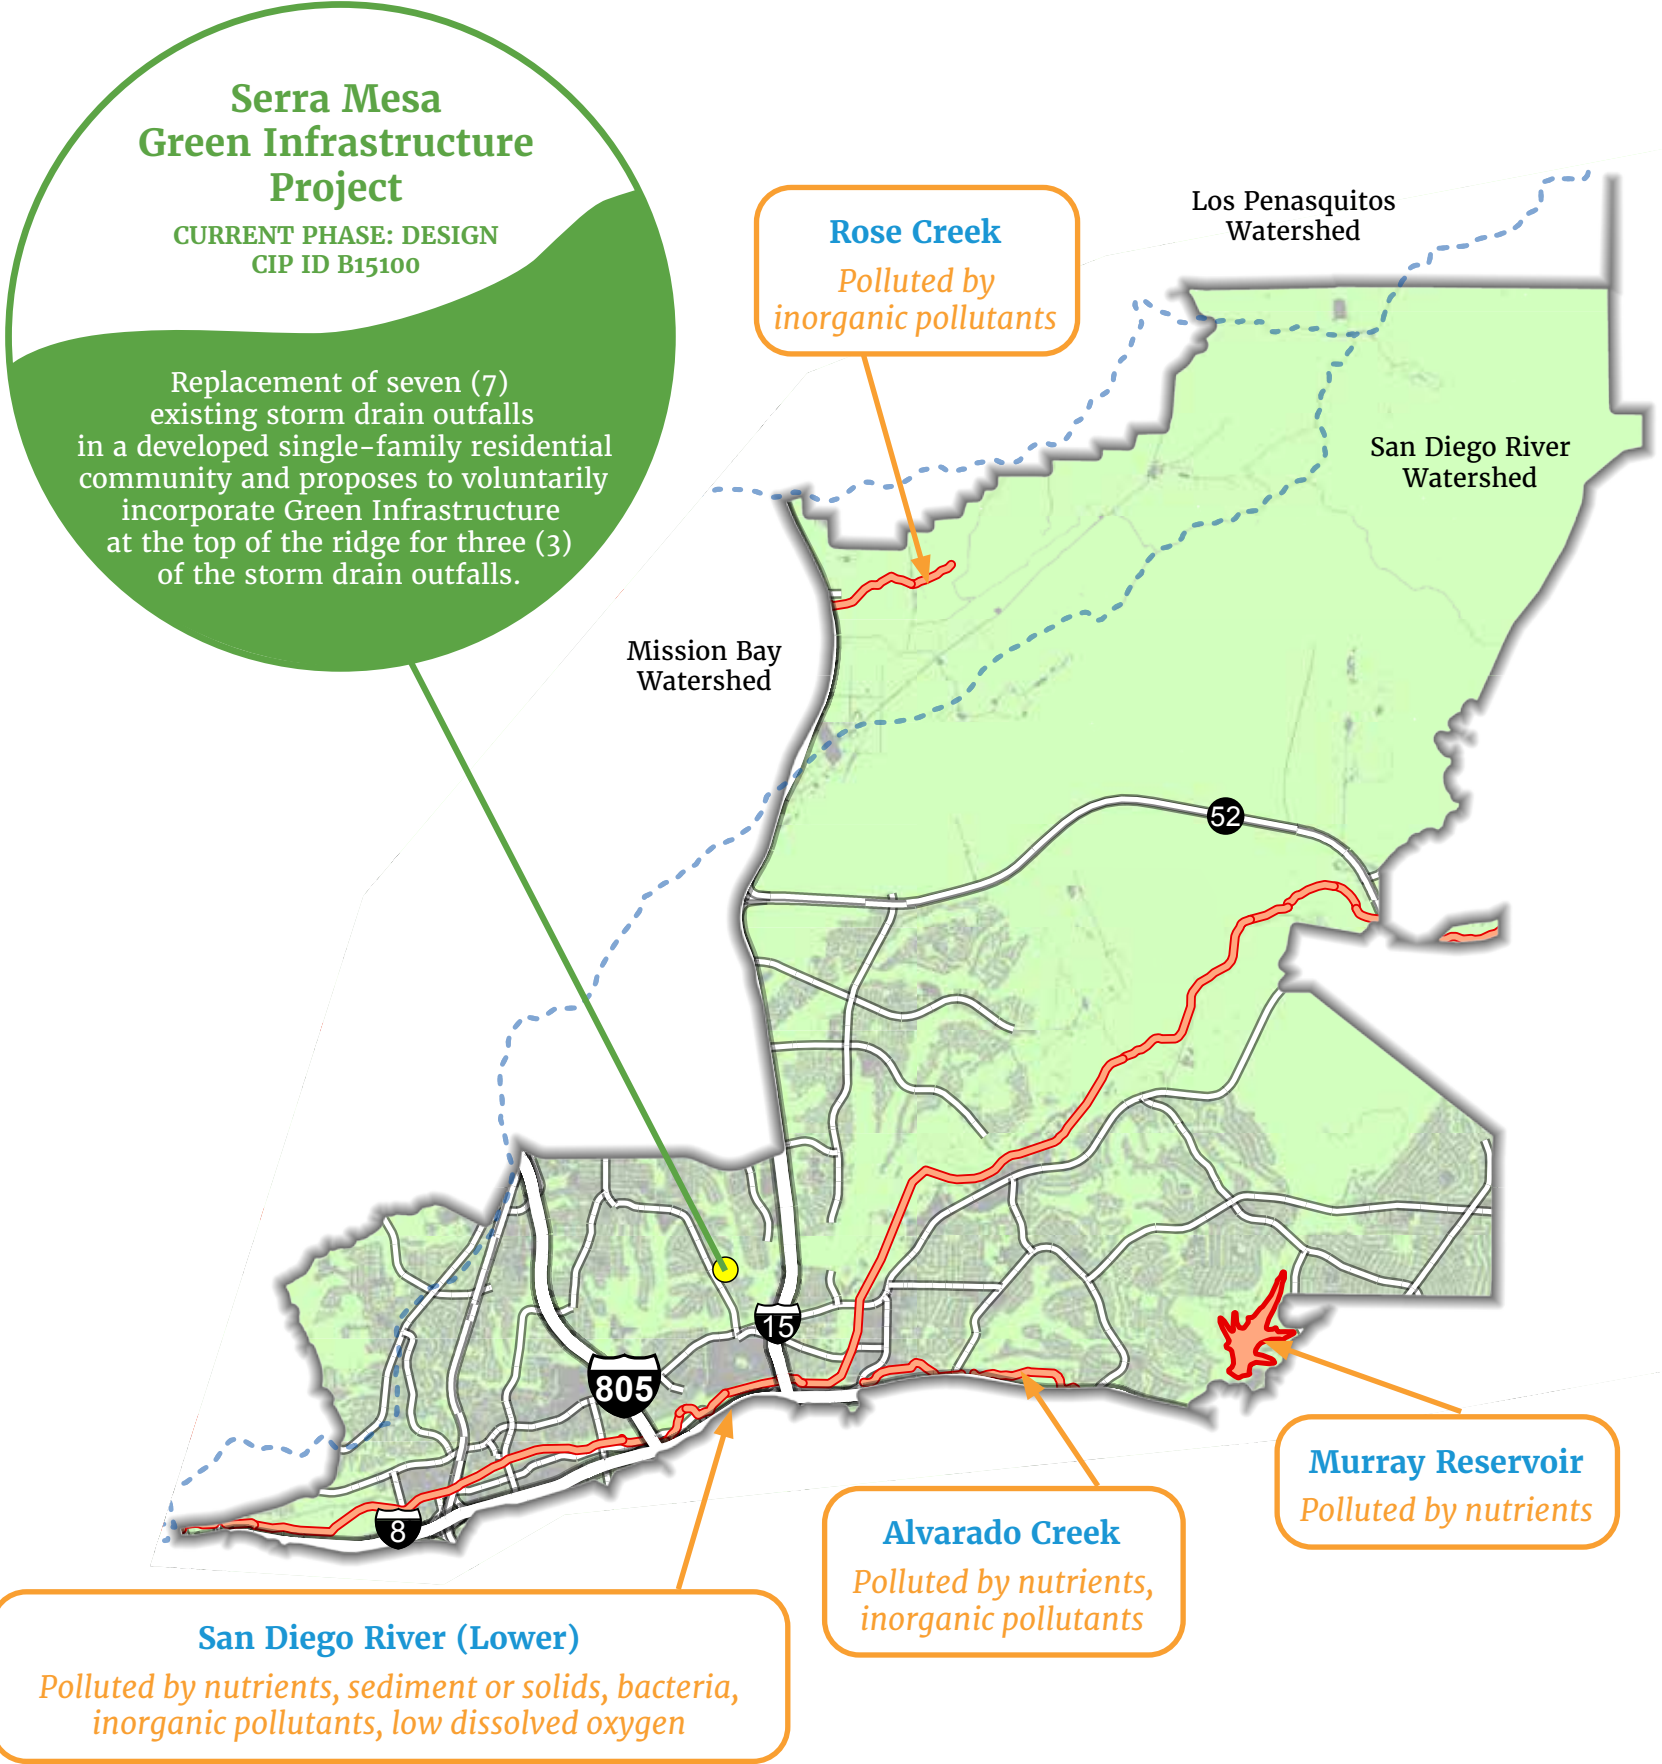 Serra Mesa
Green Infrastructure
Project
CURRENT PHASE: DESIGN
CIP ID B15100
Replacement of seven (7)
existing storm drain outfalls
in a developed single-family residential
community and proposes to voluntarily
incorporate Green Infrastructure
at the top of the ridge for three (3)
of the storm drain outfalls.
Rose Creek
Polluted by
inorganic pollutants
Los Penasquitos
Watershed
San Diego River
Watershed
Mission Bay
Watershed
52
15
805
8
Murray Reservoir
Polluted by nutrients
Alvarado Creek
Polluted by nutrients,
inorganic pollutants
San Diego River (Lower)
Polluted by nutrients, sediment or solids, bacteria,
inorganic pollutants, low dissolved oxygen